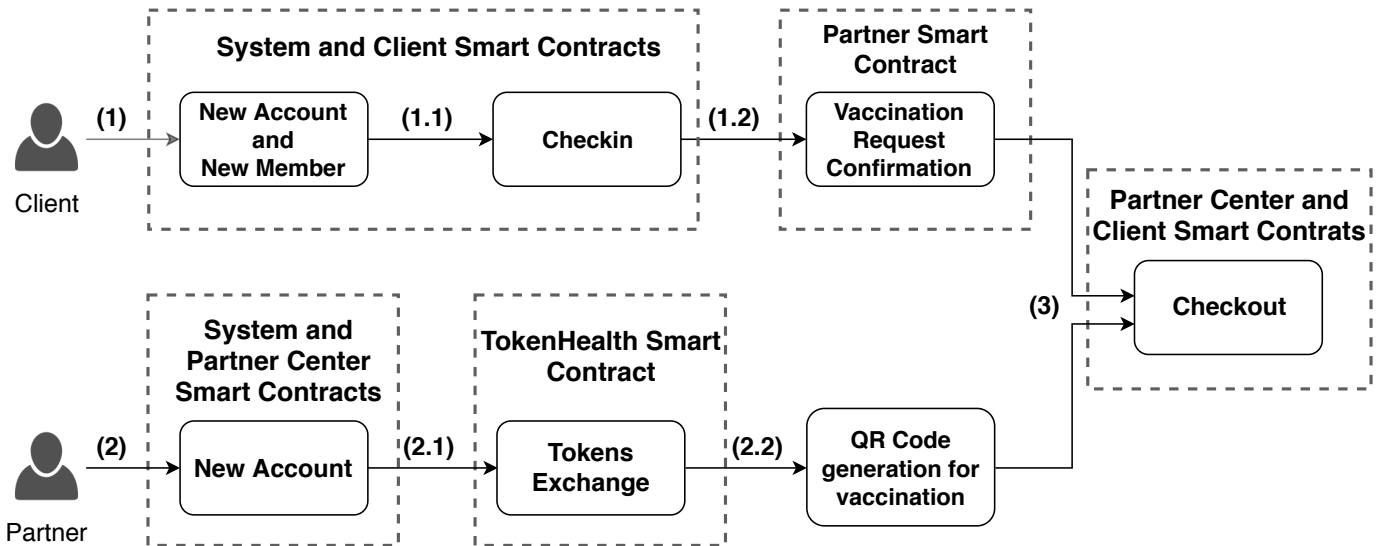 System and Client Smart Contracts
Partner Smart
Contract
(1)
New Account
and
New Member
(1.1)
Checkin
(1.2)
Vaccination
Request
Confirmation
Client
Partner Center and
Client Smart Contrats
(3)
Checkout
System and
Partner Center
Smart Contracts
TokenHealth Smart
Contract
(2)
New Account
(2.1)
Tokens
Exchange
(2.2)
QR Code
generation for
vaccination
Partner